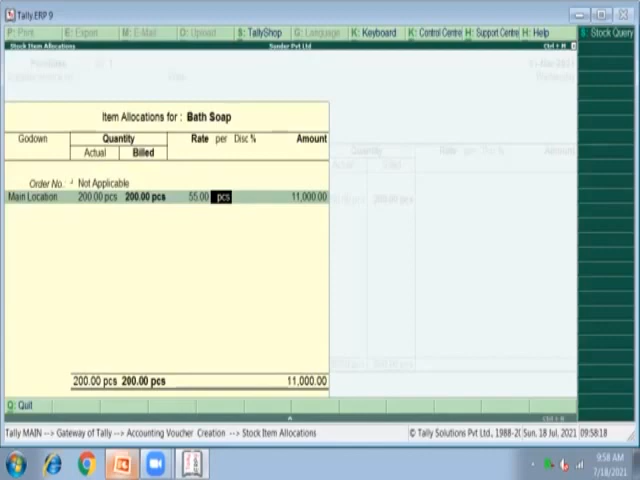 Tally.ERP 9
P: Print E: Export M: E-Mail O: Upload S: TallyShop G: Language K: Keyboard K: Control Centre H: Support Centre H: Help S: Stock Query
Stock Item Allocations Sunder Pvt Ltd Ctrl + M
Item Allocations for : Bath Soap
Godown Quantity Rate per Disc % Amount
Actual Billed
Order No.: Not Applicable
Main Location 200.00 pcs 200.00 pcs 55.00 pcs 11,000.00
200.00 pcs 200.00 pcs 11,000.00
Q: Quit
Ctrl + N
Tally MAIN --> Gateway of Tally --> Accounting Voucher Creation --> Stock Item Allocations © Tally Solutions Pvt Ltd., 1988-20 Sun, 18 Jul, 2021 09:58:18
9:58 AM
7/18/2021